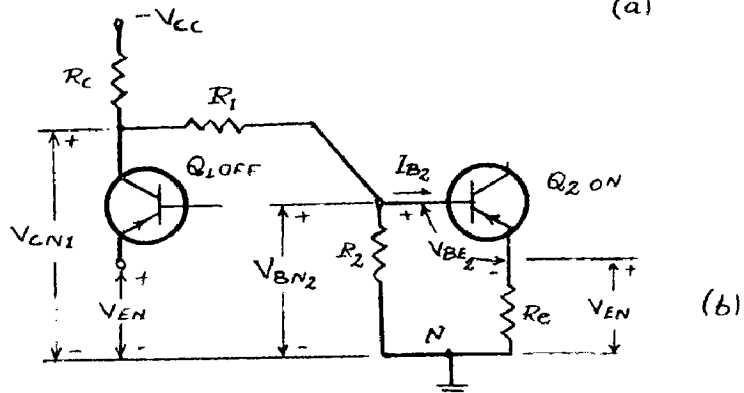 (a)
-VCC
RC
R1
Q1 OFF
IB2
Q2 ON
VCN1
VBN2
R2
VBE2
VEN
VEN
Re
N
(b)
+
-
+
-
+
-
+
-
+
-